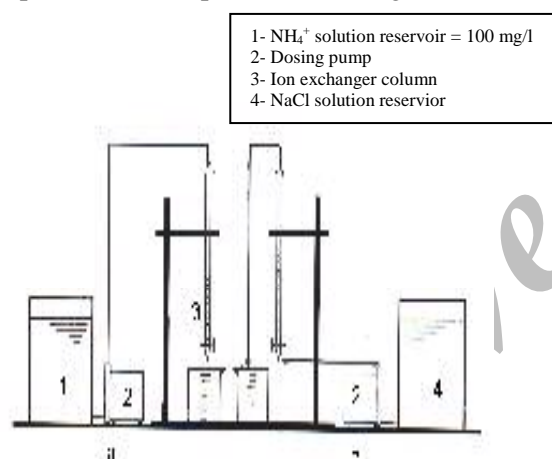 1- NH₄⁺ solution reservoir = 100 mg/l
2- Dosing pump
3- Ion exchanger column
4- NaCl solution reservior
3
1
2
2
4